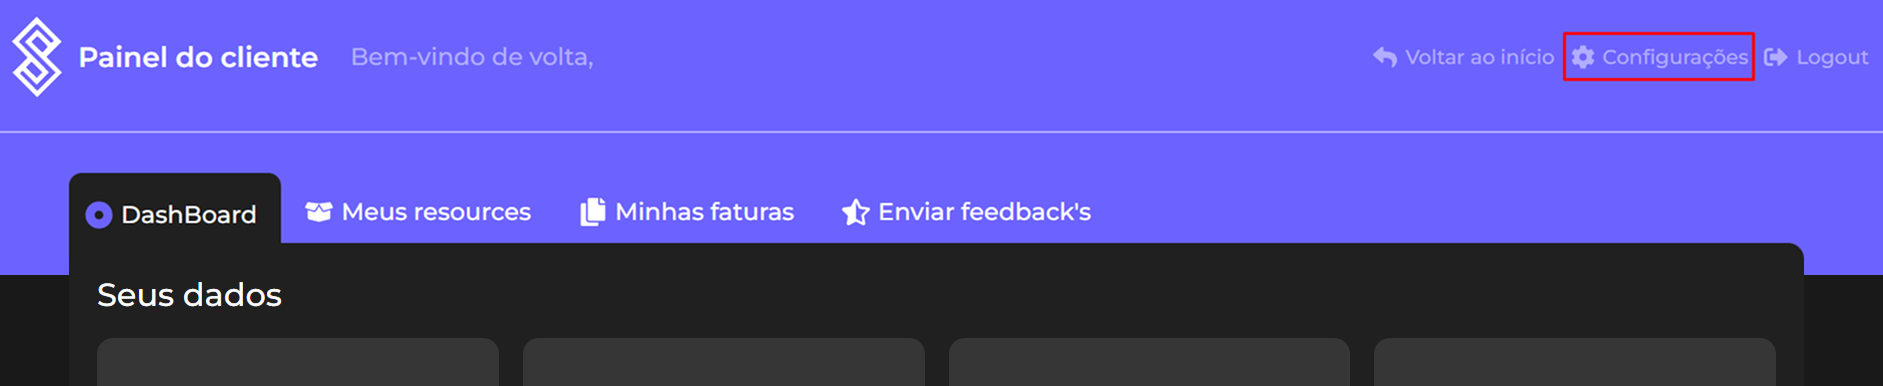 Painel do cliente Bem-vindo de volta, Voltar ao início Configurações Logout
DashBoard Meus resources Minhas faturas Enviar feedback's
Seus dados